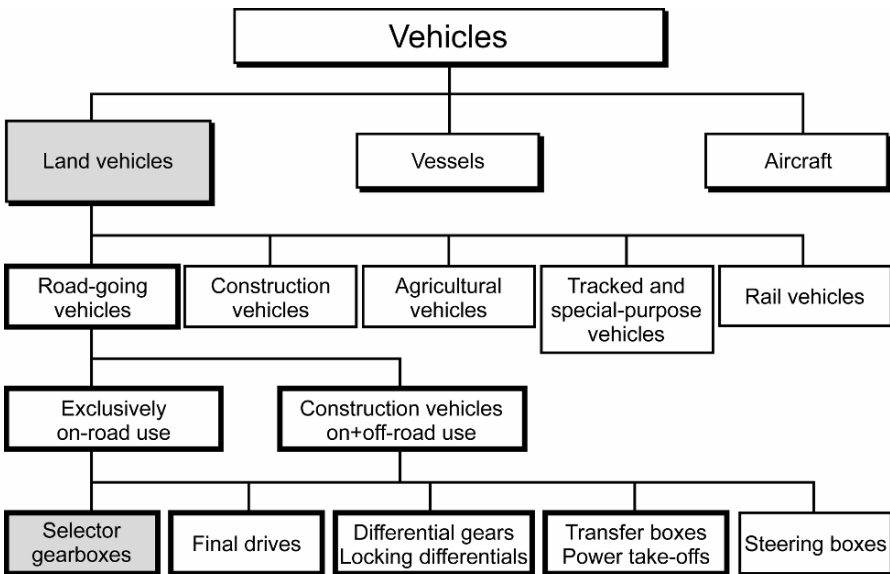 Vehicles
Land vehicles
Vessels
Aircraft
Road-going
vehicles
Construction
vehicles
Agricultural
vehicles
Tracked and
special-purpose
vehicles
Rail vehicles
Exclusively
on-road use
Construction vehicles
on+off-road use
Selector
gearboxes
Final drives
Differential gears
Locking differentials
Transfer boxes
Power take-offs
Steering boxes